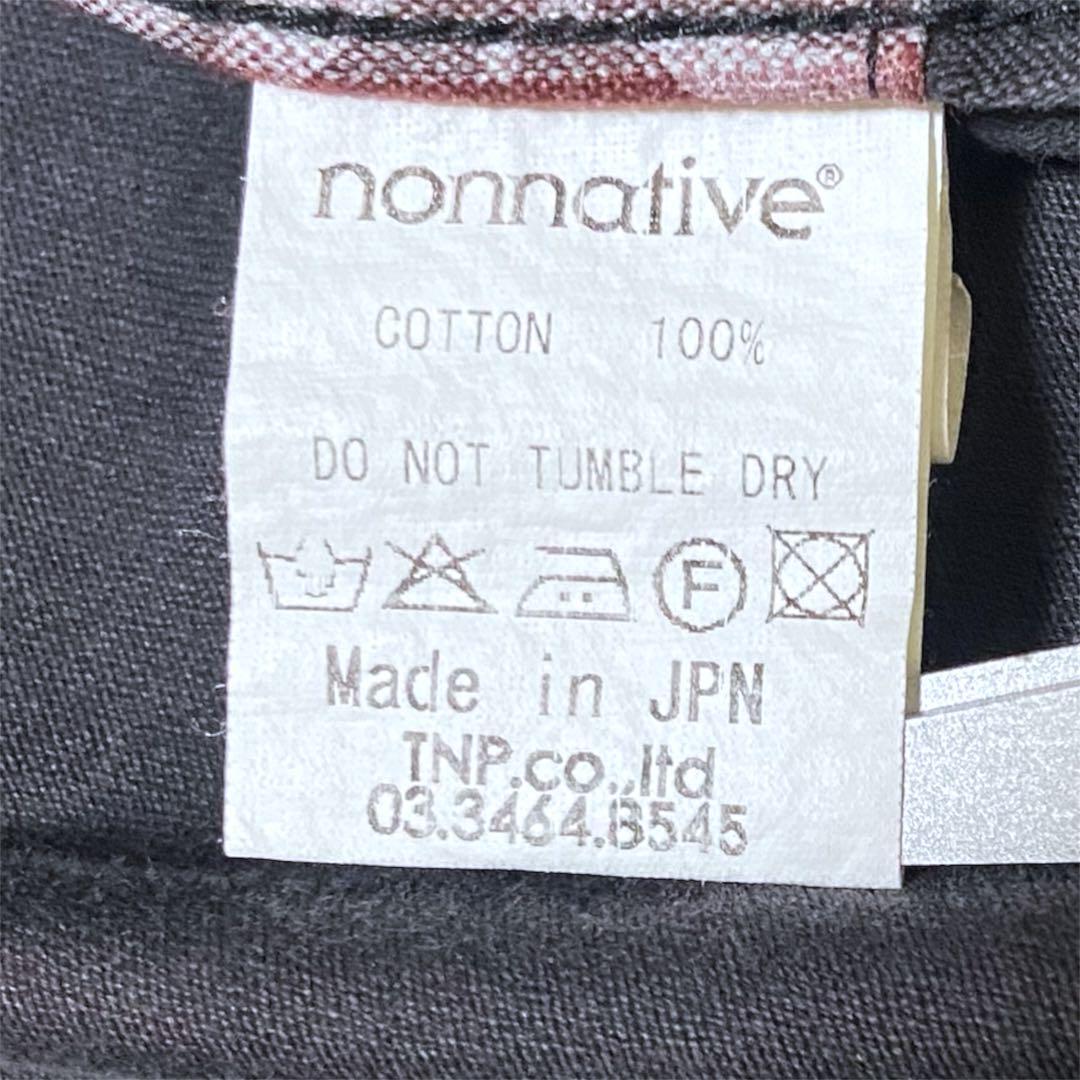 nonnative®
COTTON 100%
DO NOT TUMBLE DRY
F
Made in JPN
TNP.co.,ltd
03.3464.8545